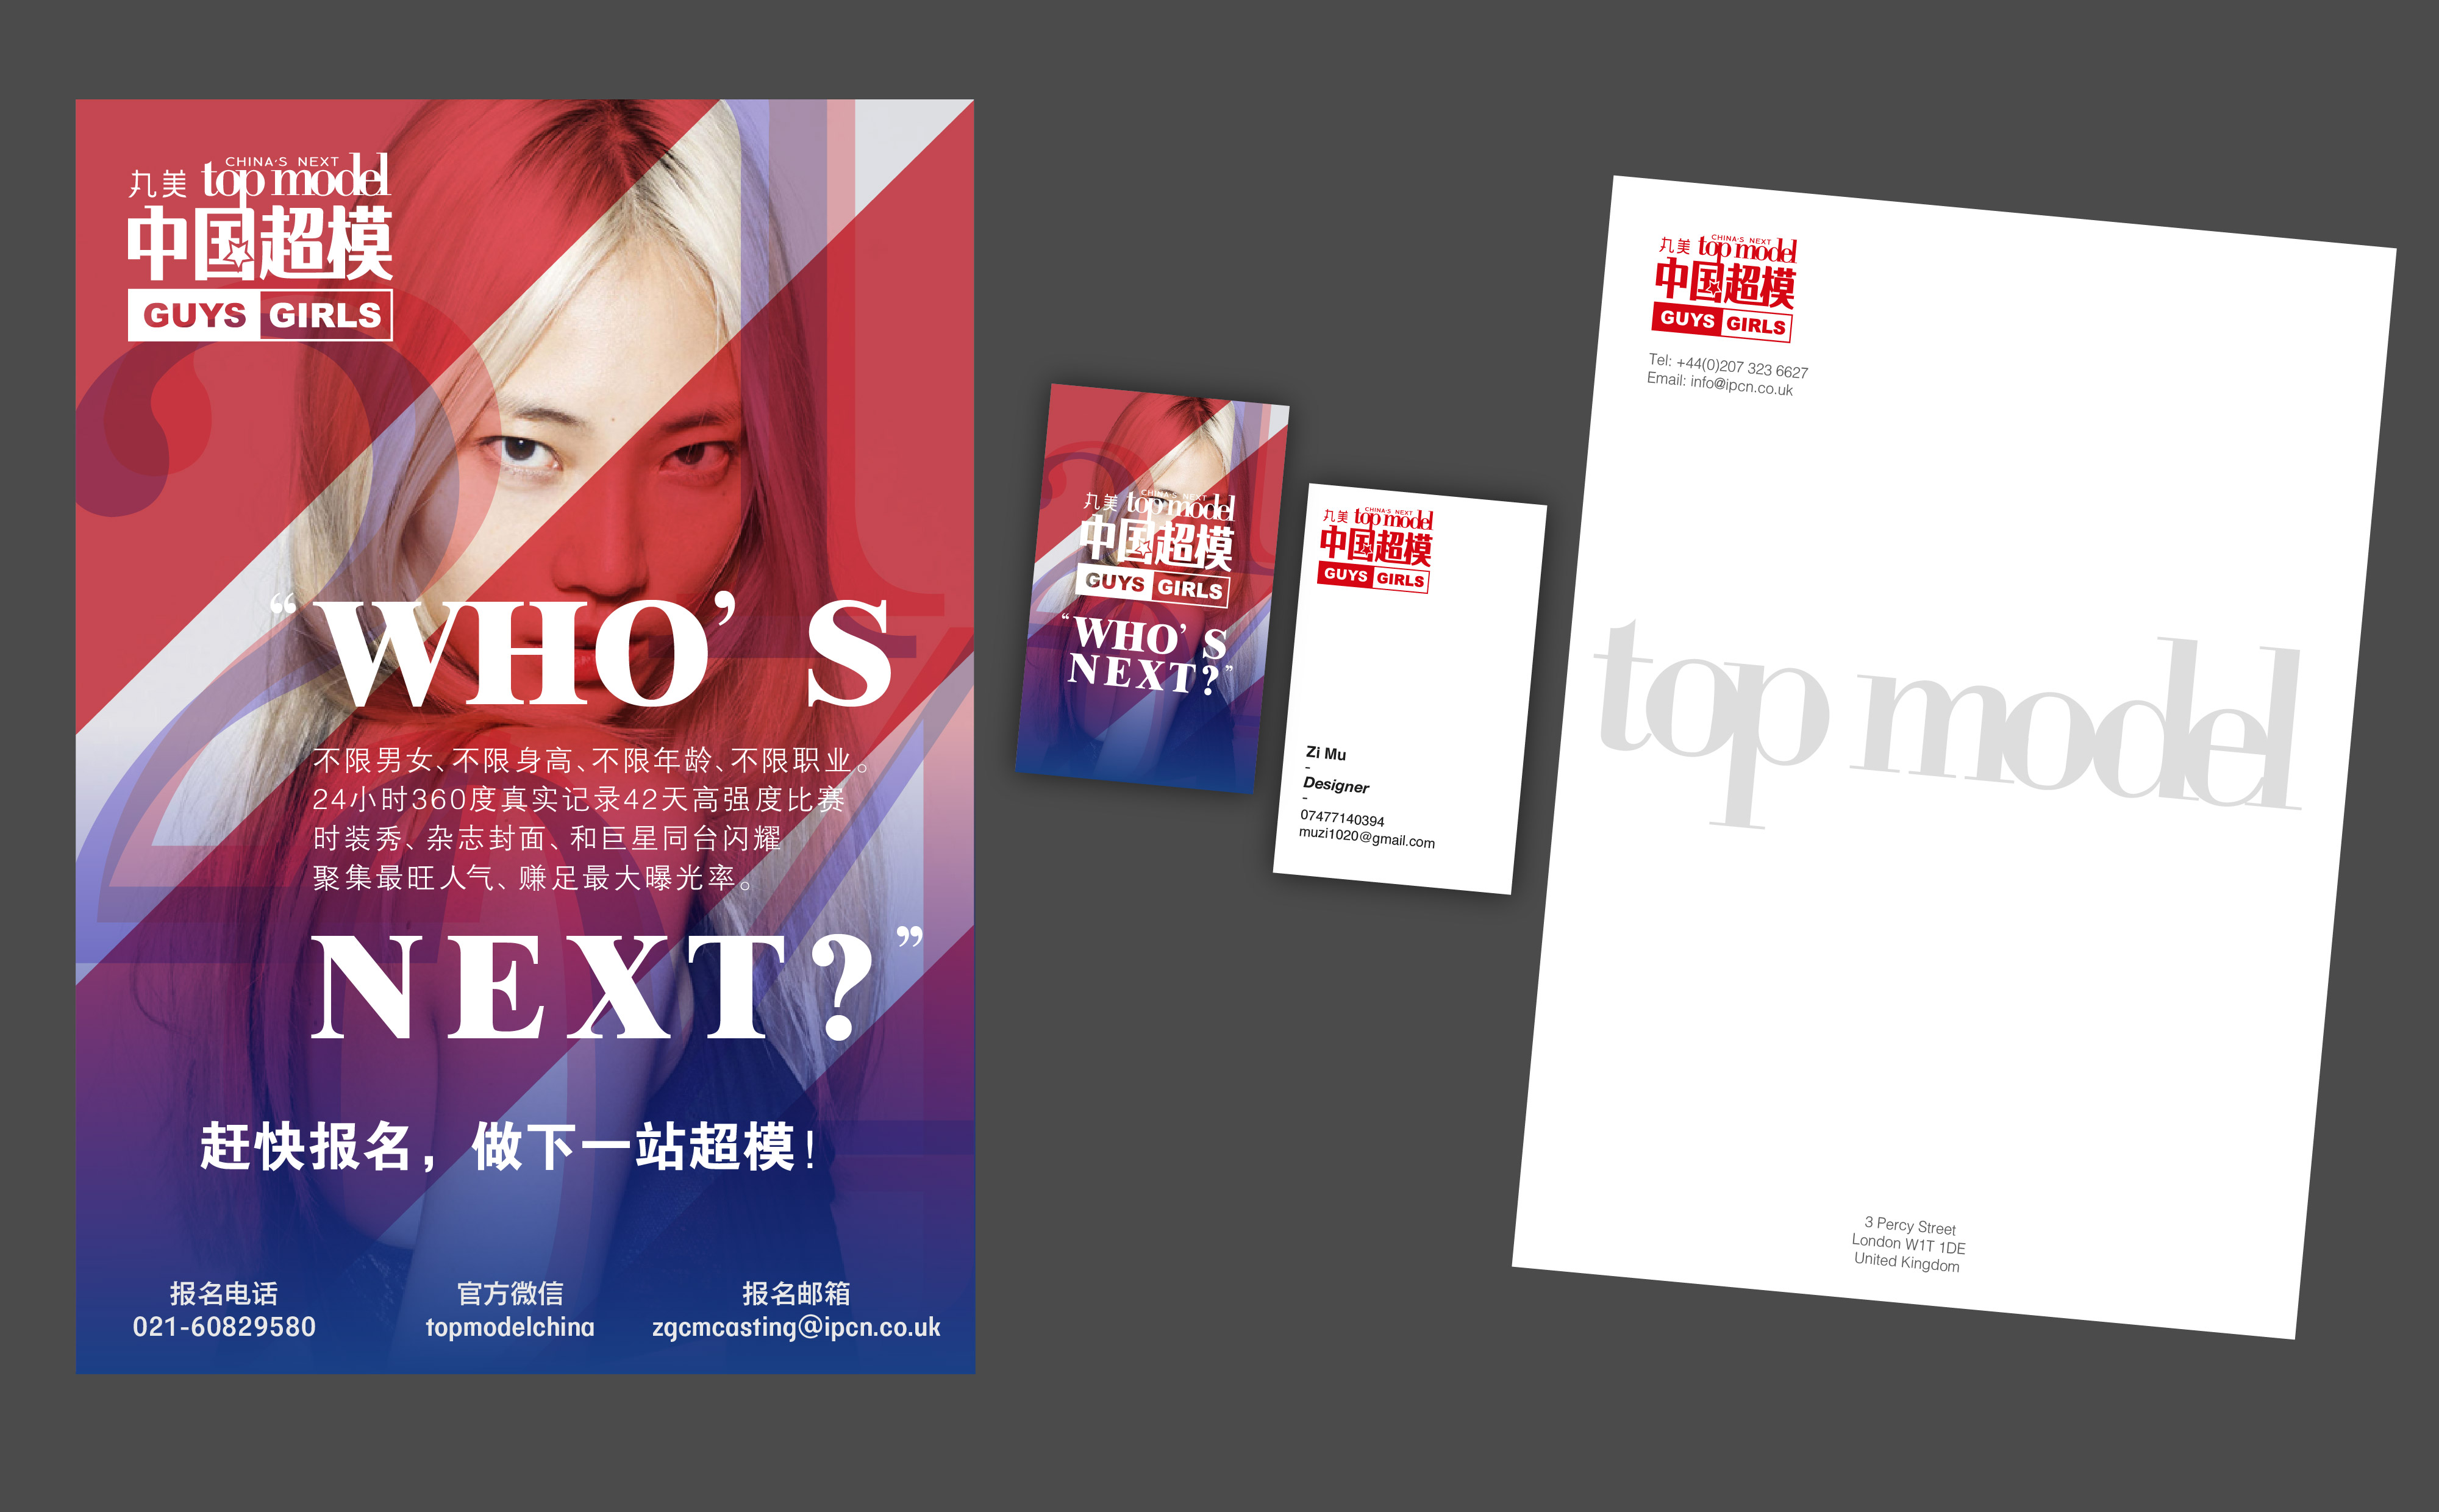 CHINA'S NEXT
丸美 top model
中国超模
GUYS GIRLS
“WHO’S
不限男女、不限身高、不限年龄、不限职业。
24小时360度真实记录42天高强度比赛
时装秀、杂志封面、和巨星同台闪耀
聚集最旺人气、赚足最大曝光率。
NEXT?”
赶快报名，做下一站超模！
报名电话
021-60829580
官方微信
topmodelchina
报名邮箱
zgcmcasting@ipcn.co.uk
CHINA'S NEXT
丸美 top model
中国超模
GUYS GIRLS
“WHO’S
NEXT?”
CHINA'S NEXT
丸美 top model
中国超模
GUYS GIRLS
Zi Mu
-
Designer
-
07477140394
muzi1020@gmail.com
CHINA'S NEXT
丸美 top model
中国超模
GUYS GIRLS
Tel: +44(0)207 323 6627
Email: info@ipcn.co.uk
top model
3 Percy Street
London W1T 1DE
United Kingdom